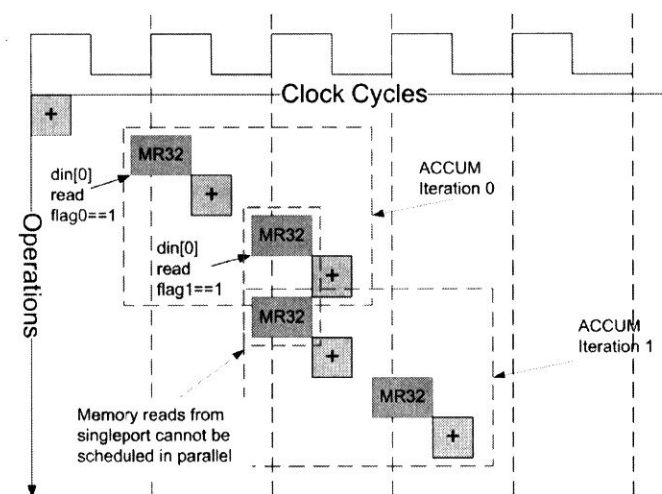 Clock Cycles
+
MR32
din[0]
read
flag0==1
+
ACCUM
Iteration 0
Operations
MR32
din[0]
read
flag1==1
+
MR32
+
ACCUM
Iteration 1
MR32
Memory reads from
singleport cannot be
scheduled in parallel
+